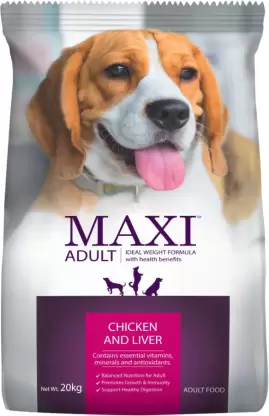 MAXI™
ADULT
IDEAL WEIGHT FORMULA
with health benefits
CHICKEN
AND LIVER
Contains essential vitamins,
minerals and antioxidants.
✓ Balanced Nutrition for Adult
✓ Promotes Growth & Immunity
✓ Support Healthy Digestion
Net Wt. 20kg
ADULT FOOD